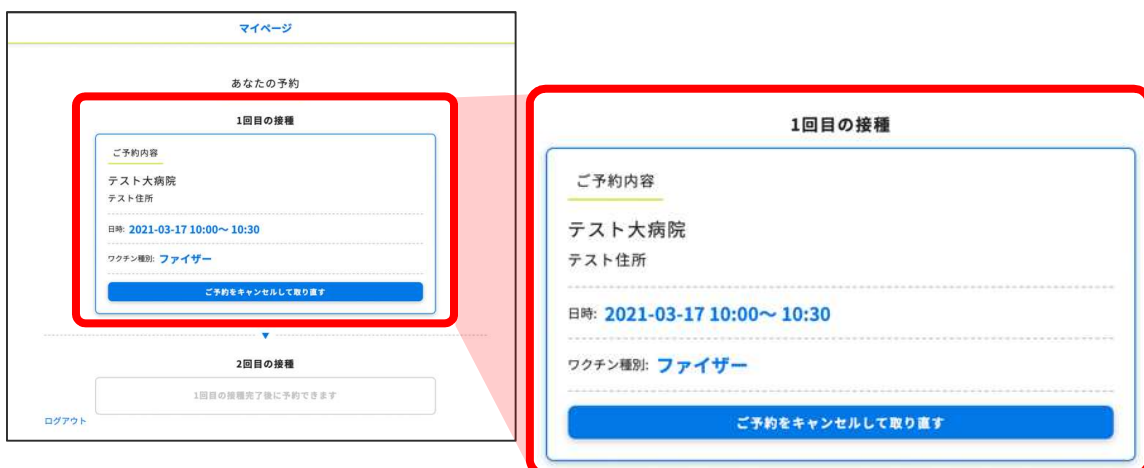 マイページ
あなたの予約
1回目の接種
ご予約内容
テスト大病院
テスト住所
日時: 2021-03-17 10:00〜 10:30
ワクチン種別: ファイザー
ご予約をキャンセルして取り直す
2回目の接種
1回目の接種完了後に予約できます
ログアウト
1回目の接種
ご予約内容
テスト大病院
テスト住所
日時: 2021-03-17 10:00〜 10:30
ワクチン種別: ファイザー
ご予約をキャンセルして取り直す